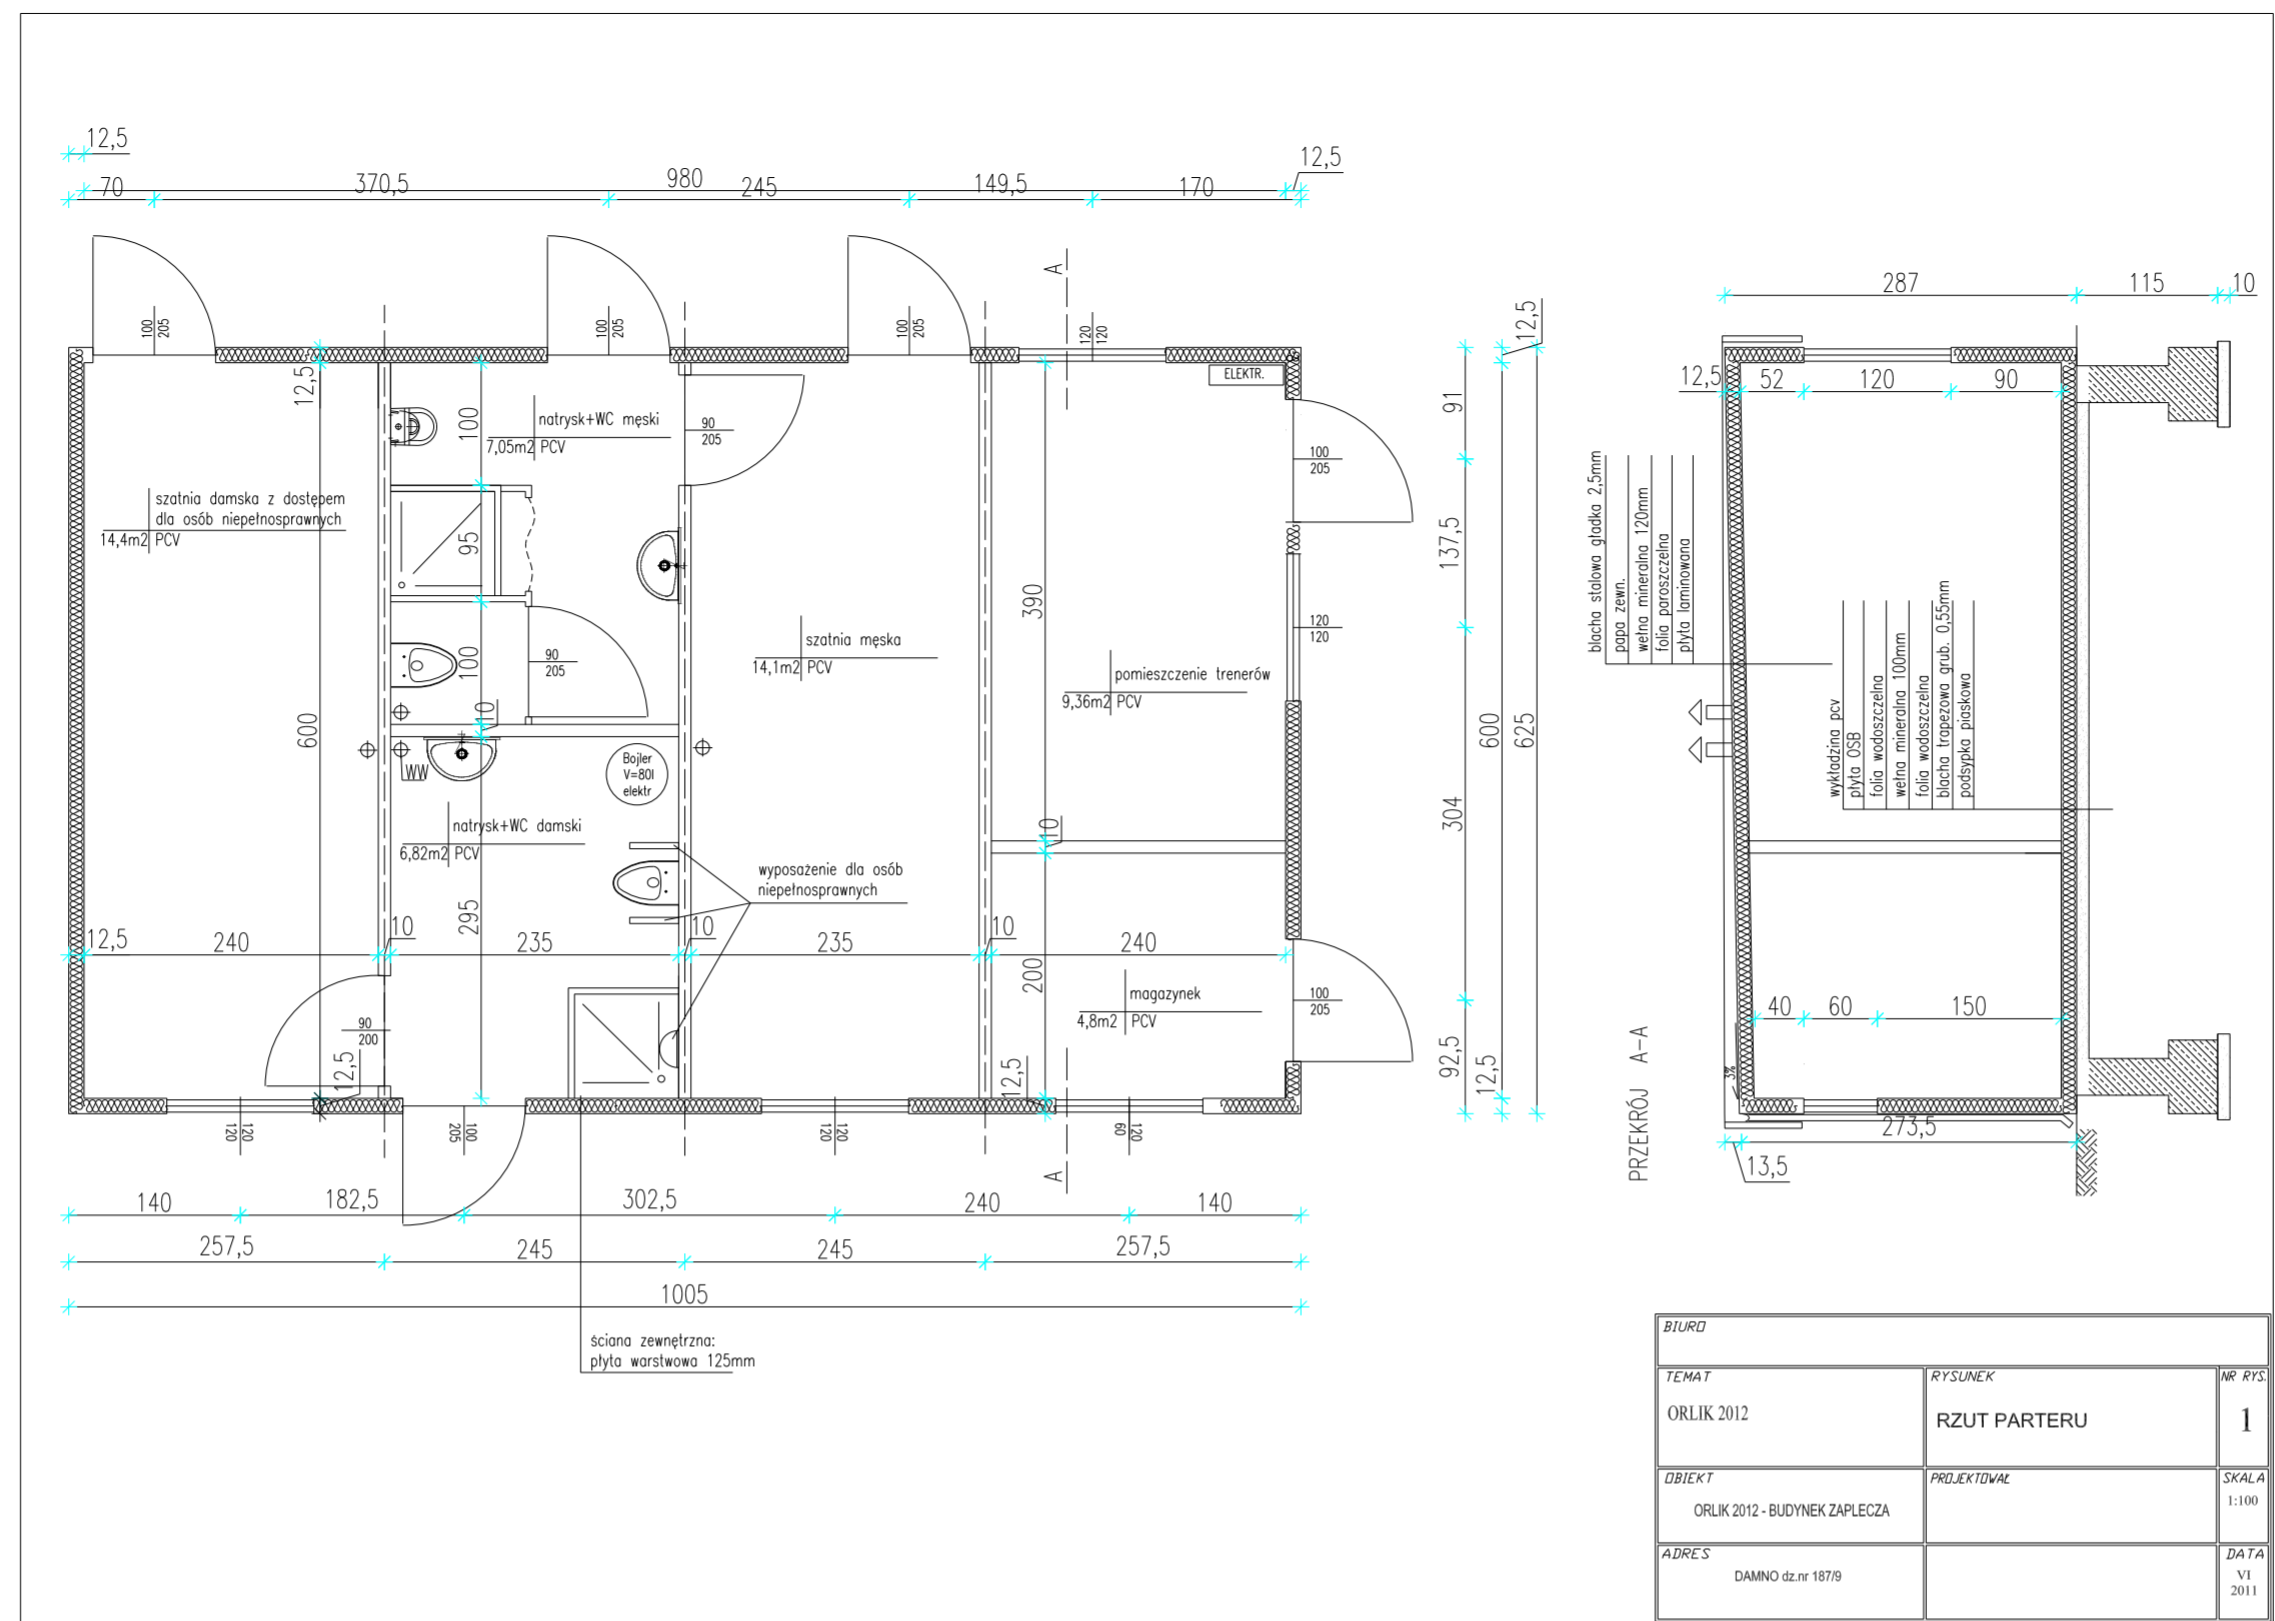 12,5
12,5
980
70
370,5
245
149,5
170
100
205
100
205
100
205
A
120
120
12,5
ELEKTR.
12,5
100
natrysk+WC męski
7,05m2 PCV
90
205
91
100
205
szatnia damska z dostępem
dla osób niepełnosprawnych
14,4m2 PCV
95
137,5
390
120
120
szatnia męska
14,1m2 PCV
100
90
205
pomieszczenie trenerów
9,36m2 PCV
10
600
600
625
WW
Bojler
V=80l
elektr
natrysk+WC damski
6,82m2 PCV
10
304
wyposażenie dla osób
niepełnosprawnych
295
12,5
240
10
235
10
235
10
240
200
magazynek
4,8m2 PCV
100
205
90
200
12,5
12,5
92,5
12,5
120
120
100
205
120
120
120
60
A
140
182,5
302,5
240
140
257,5
245
245
257,5
1005
ściana zewnętrzna:
płyta warstwowa 125mm
287
115
10
12,5
52
120
90
blacha stalowa gładka 2,5mm
papa zewn.
wełna mineralna 120mm
folia paroszczelna
płyta laminowana
wykładzina pcv
płyta OSB
folia wodoszczelna
wełna mineralna 100mm
folia wodoszczelna
blacha trapezowa grub. 0,55mm
podsypka piaskowa
40
60
150
3%
273,5
13,5
PRZEKRÓJ A-A
BIURO
TEMAT
ORLIK 2012
RYSUNEK
RZUT PARTERU
NR RYS.
1
OBIEKT
ORLIK 2012 - BUDYNEK ZAPLECZA
PROJEKTOWAŁ
SKALA
1:100
ADRES
DAMNO dz.nr 187/9
DATA
VI
2011